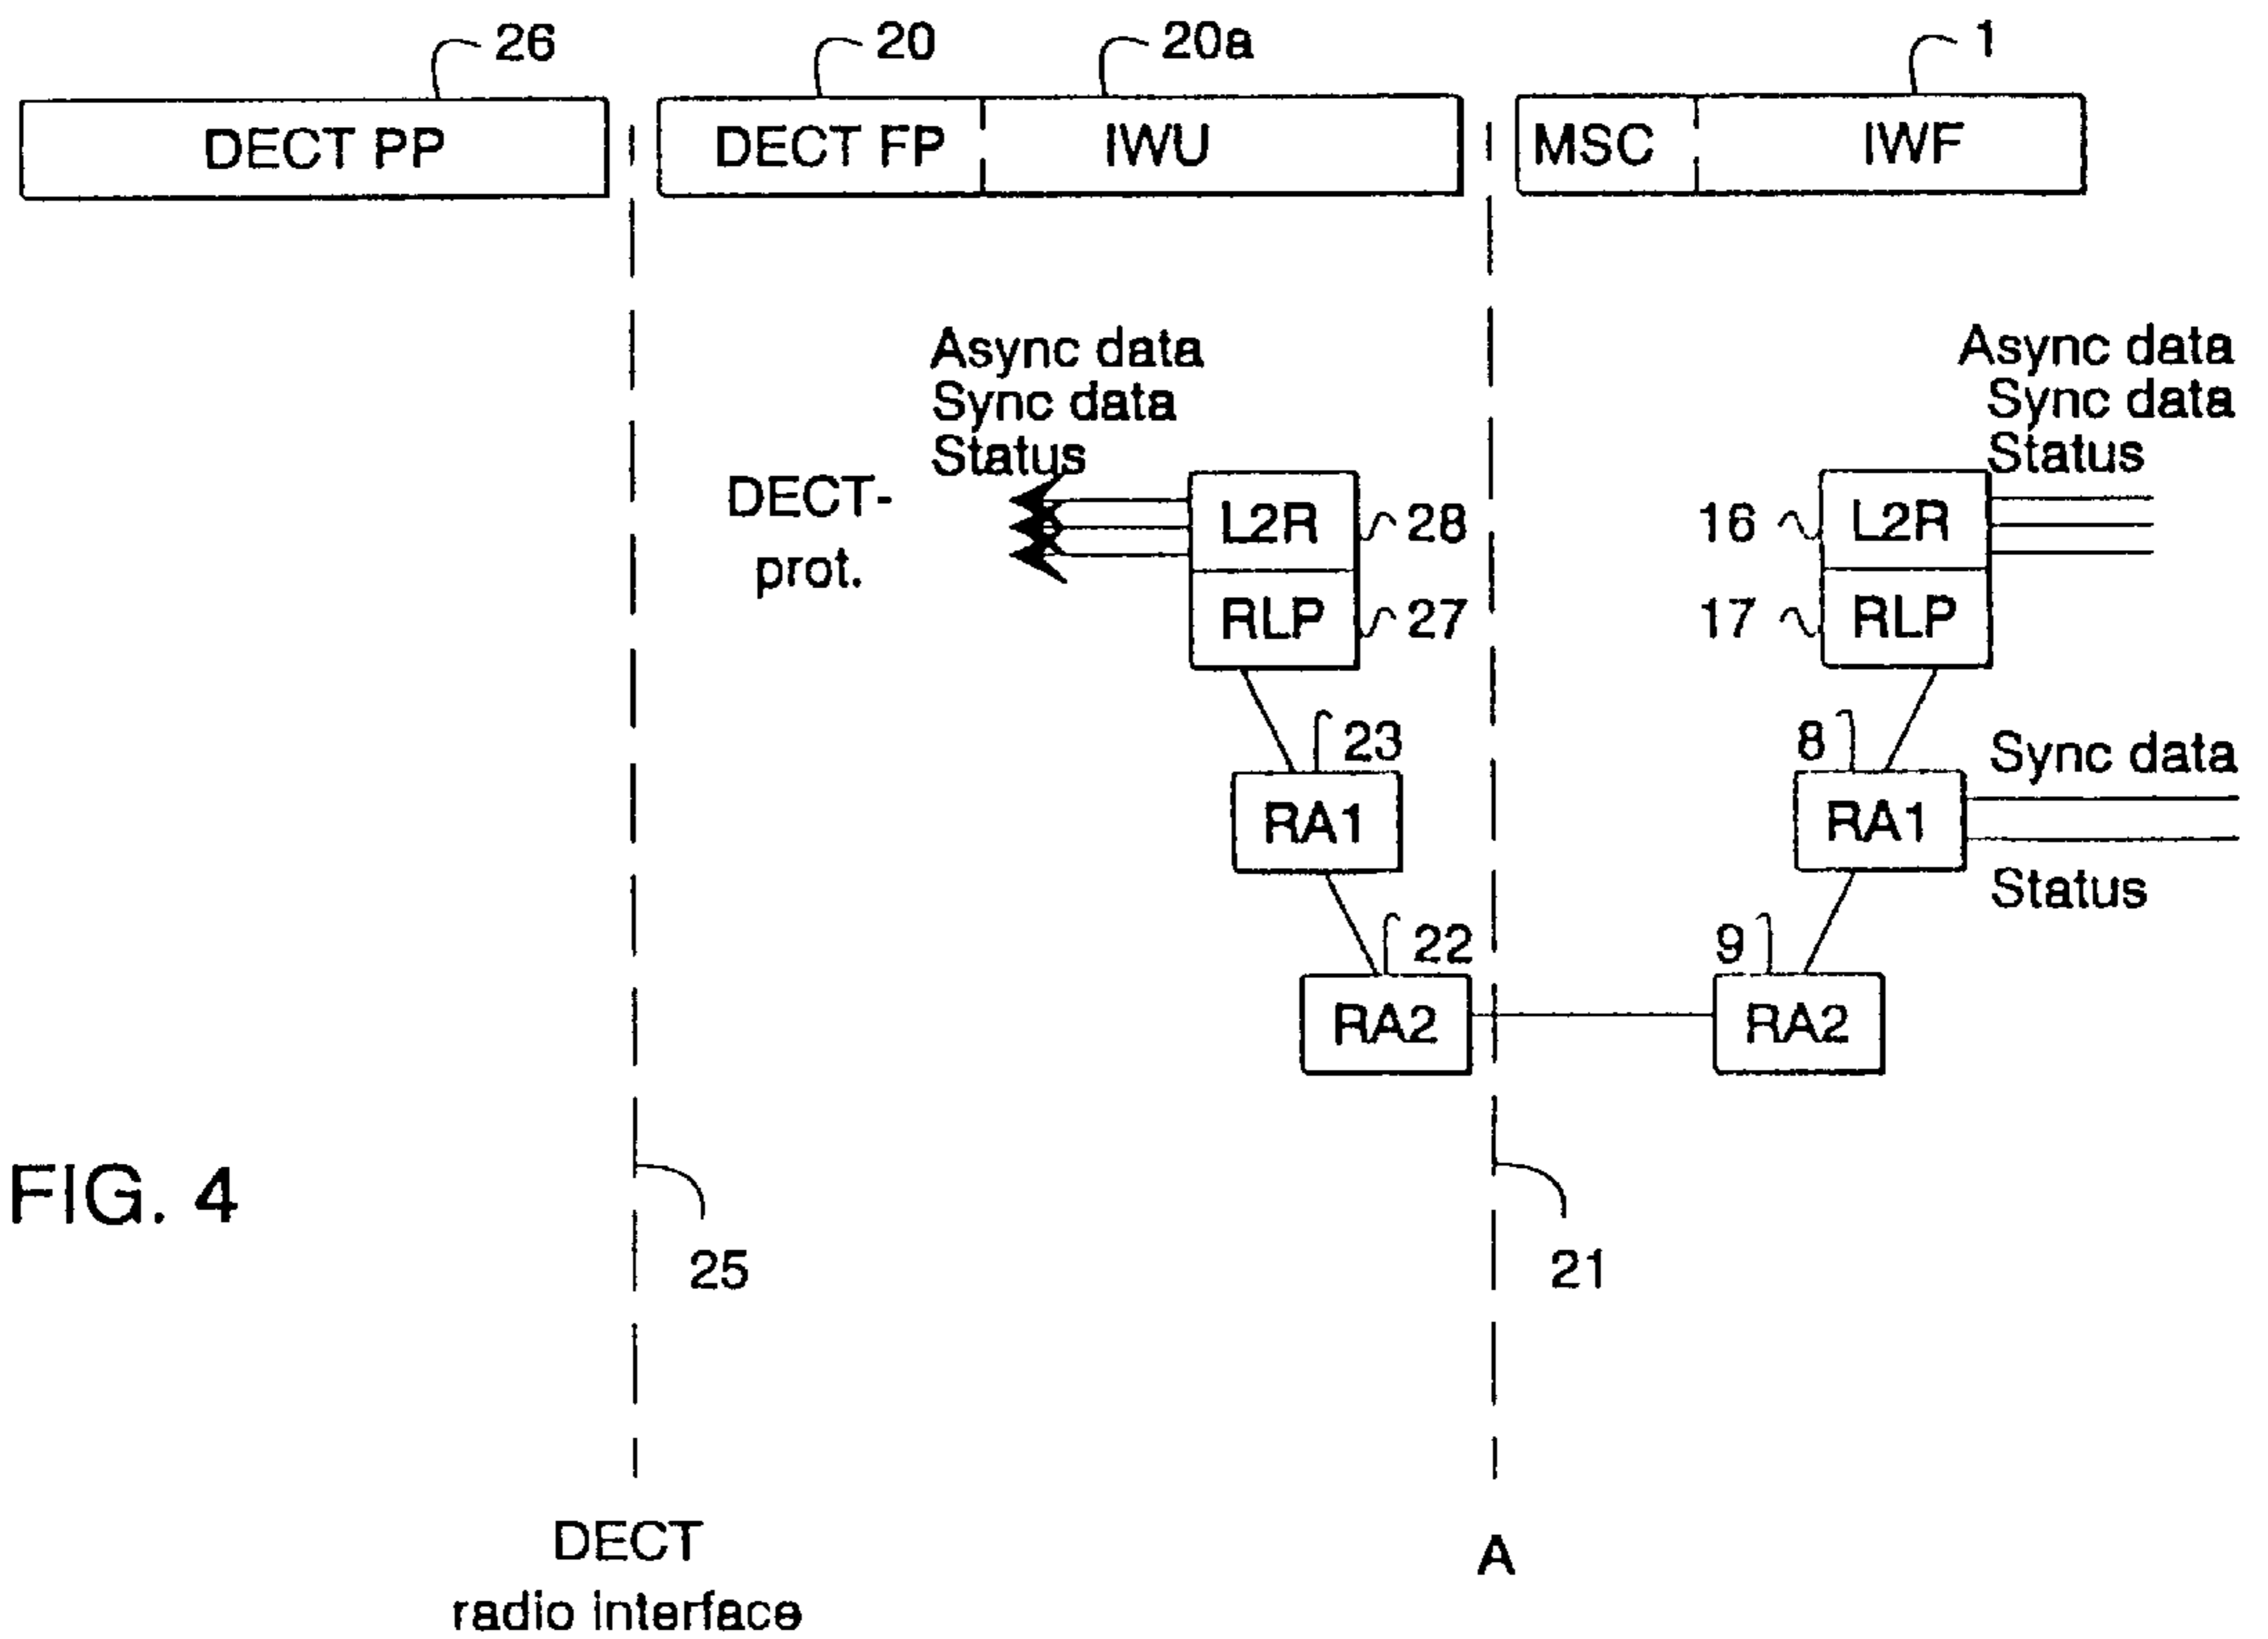 26
20
20a
1
DECT PP
DECT FP
IWU
MSC
IWF
Async data
Sync data
Status
Async data
Sync data
Status
DECT-
prot.
L2R
28
16
L2R
RLP
27
17
RLP
23
8
RA1
RA1
Sync data
Status
22
9
RA2
RA2
FIG. 4
25
21
DECT
radio interface
A